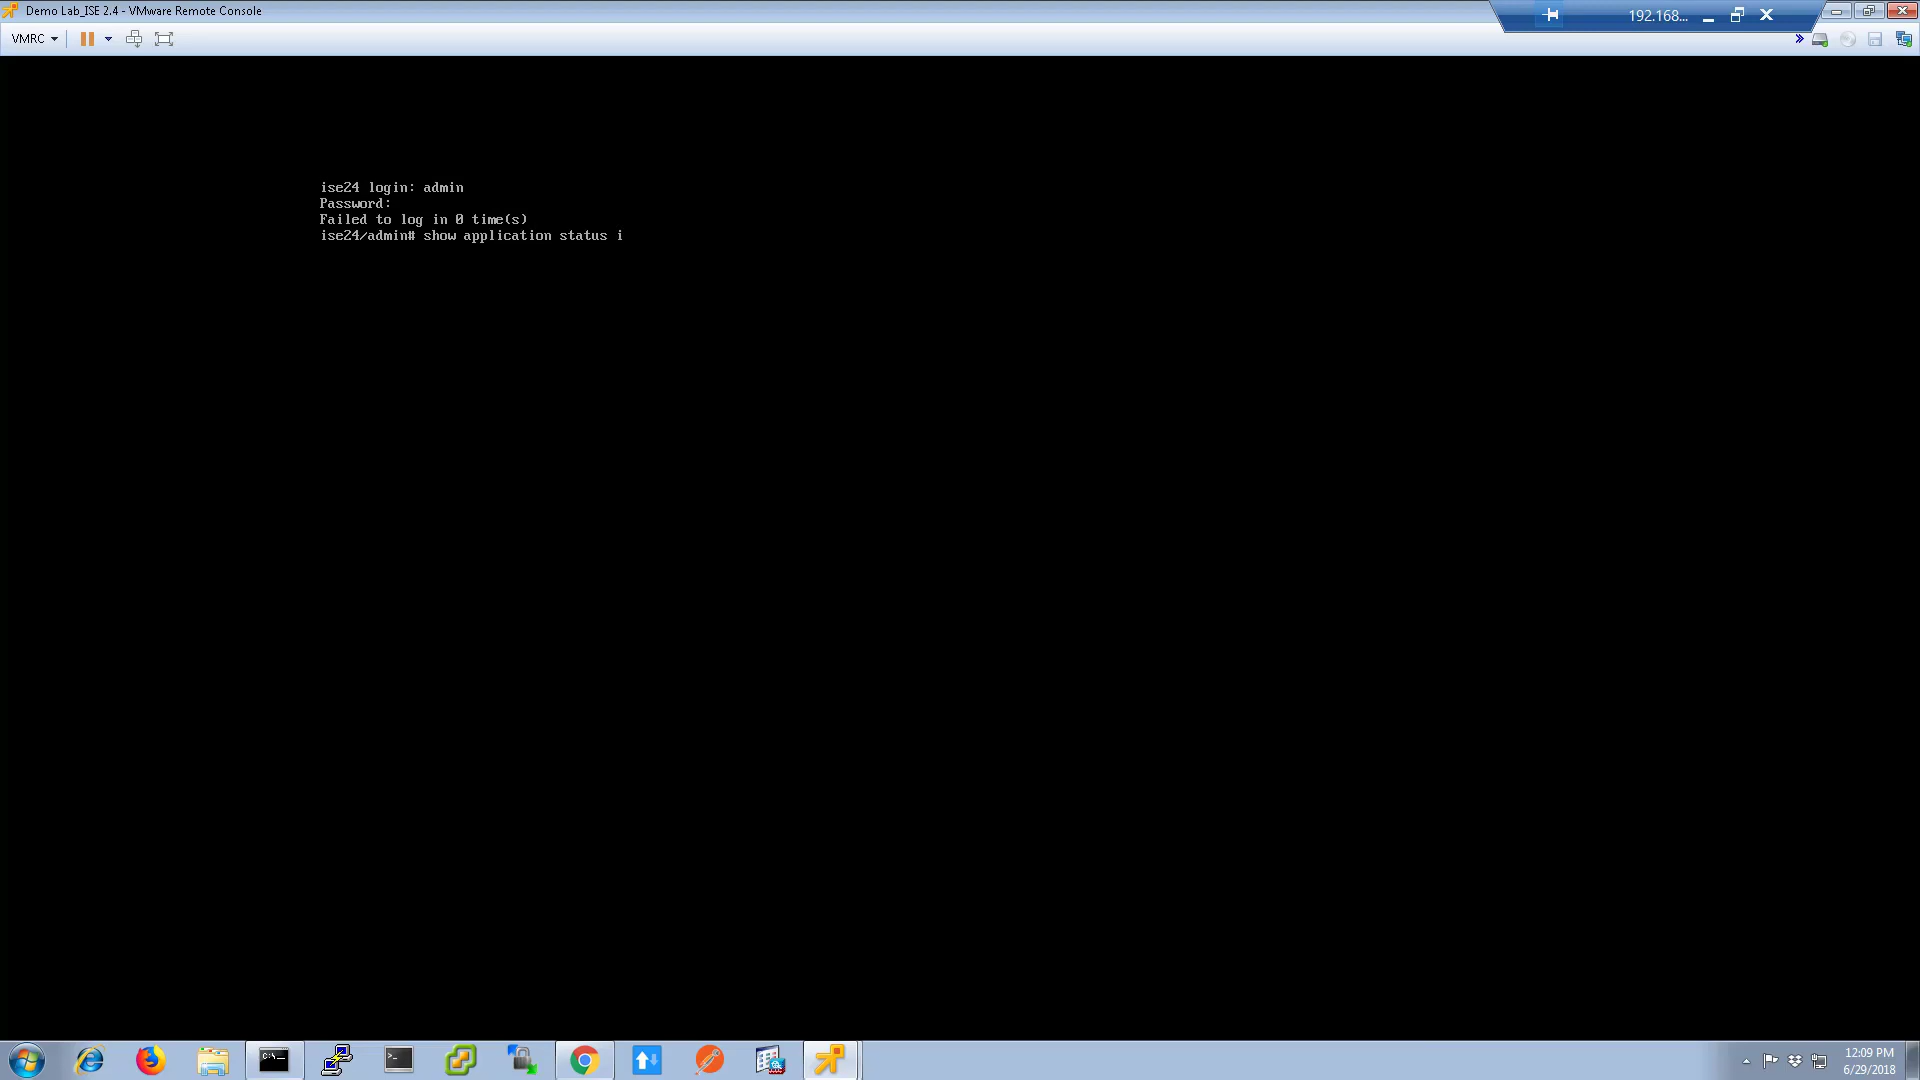 Demo Lab_ISE 2.4 - VMware Remote Console
192.168...
VMRC
ise24 login: admin
Password:
Failed to log in 0 time(s)
ise24/admin# show application status i
C:\_
>_
12:09 PM
6/29/2018